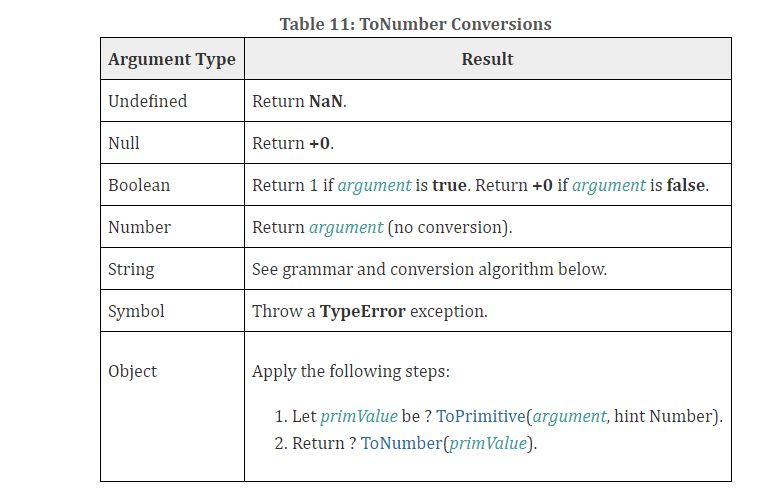 Table 11: ToNumber Conversions
Argument Type Result
Undefined Return NaN.
Null Return +0.
Boolean Return 1 if argument is true. Return +0 if argument is false.
Number Return argument (no conversion).
String See grammar and conversion algorithm below.
Symbol Throw a TypeError exception.
Object Apply the following steps:
1. Let primValue be ? ToPrimitive(argument, hint Number).
2. Return ? ToNumber(primValue).